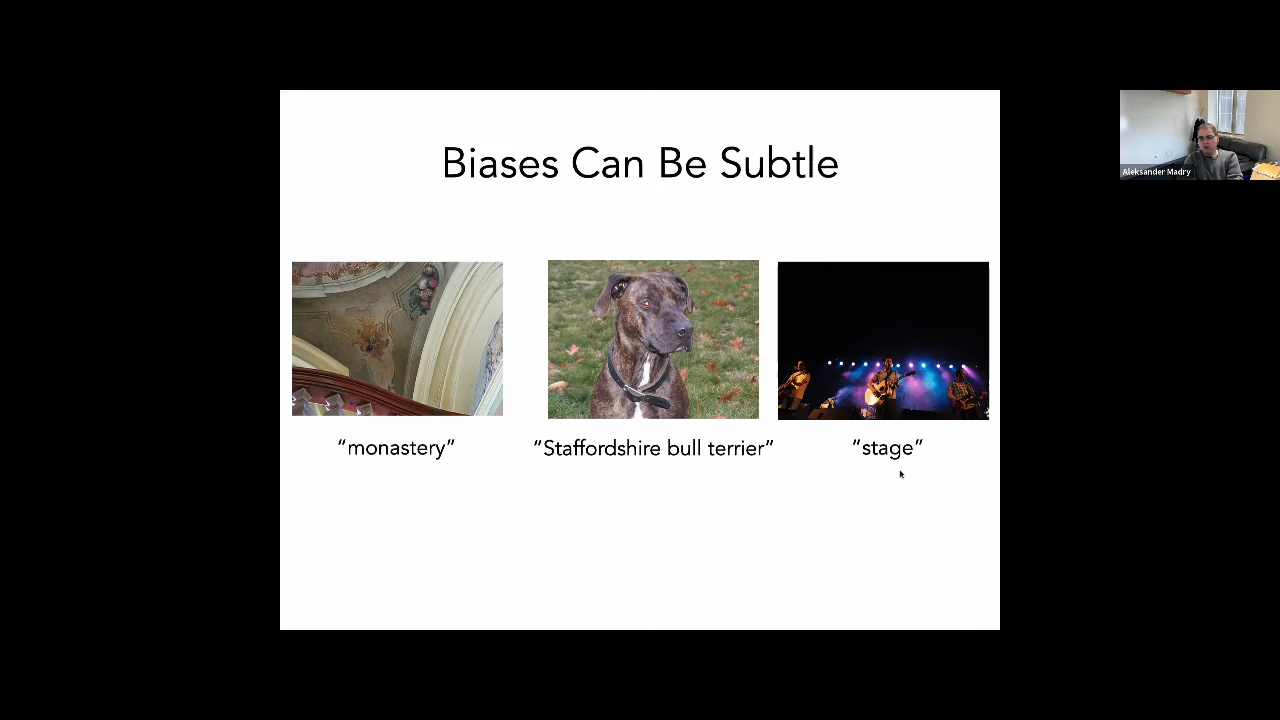 Biases Can Be Subtle
Aleksander Madry
“monastery”
“Staffordshire bull terrier”
“stage”